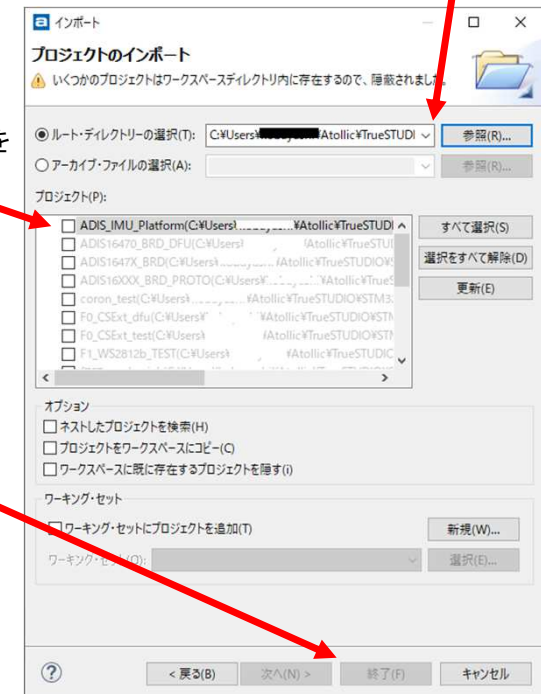 インポート
プロジェクトのインポート
いくつかのプロジェクトはワークスペースディレクトリ内に存在するので、隠蔽されました。
を
ルート・ディレクトリーの選択(T): C:¥Users¥ ¥Atollic¥TrueSTUDI 参照(R)...
アーカイブ・ファイルの選択(A): 参照(R)...
プロジェクト(P):
ADIS_IMU_Platform(C:¥Users¥ ¥Atollic¥TrueSTUDI すべて選択(S)
ADIS16470_BRD_DFU(C:¥Users¥ ¥Atollic¥TrueSTUI
ADIS1647X_BRD(C:¥Users¥ ¥Atollic¥TrueSTUDIO¥ 選択をすべて解除(D)
ADIS16XXX_BRD_PROTO(C:¥Users¥ ¥Atollic¥TrueS
更新(E)
coron_test(C:¥Users¥ ¥Atollic¥TrueSTUDIO¥STM3
F0_CSExt_dfu(C:¥Users¥ ¥Atollic¥TrueSTUDIO¥STM
F0_CSExt_test(C:¥Users¥ ¥Atollic¥TrueSTUDIO¥STM
F1_WS2812b_TEST(C:¥Users¥ ¥Atollic¥TrueSTUDIO
オプション
ネストしたプロジェクトを検索(H)
プロジェクトをワークスペースにコピー(C)
ワークスペースに既に存在するプロジェクトを隠す(i)
ワーキング・セット
ワーキング・セットにプロジェクトを追加(T) 新規(W)...
ワーキング・セット(O): 選択(E)...
? < 戻る(B) 次へ(N) > 終了(F) キャンセル